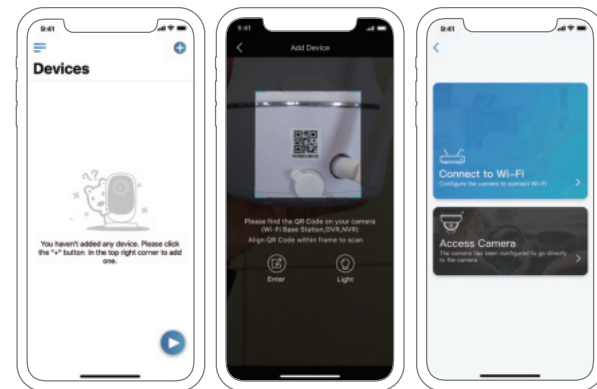 9:41
Devices
You haven't added any device. Please click
the "+" button in the top right corner to add
one.
9:41
Add Device
Please find the QR Code on your camera
(Wi-Fi Base Station,DVR,NVR)
Align QR Code within frame to scan
Enter
Light
9:41
Connect to Wi-Fi
Configure the camera to connect Wi-Fi
Access Camera
The camera has been configured to go directly
to the camera